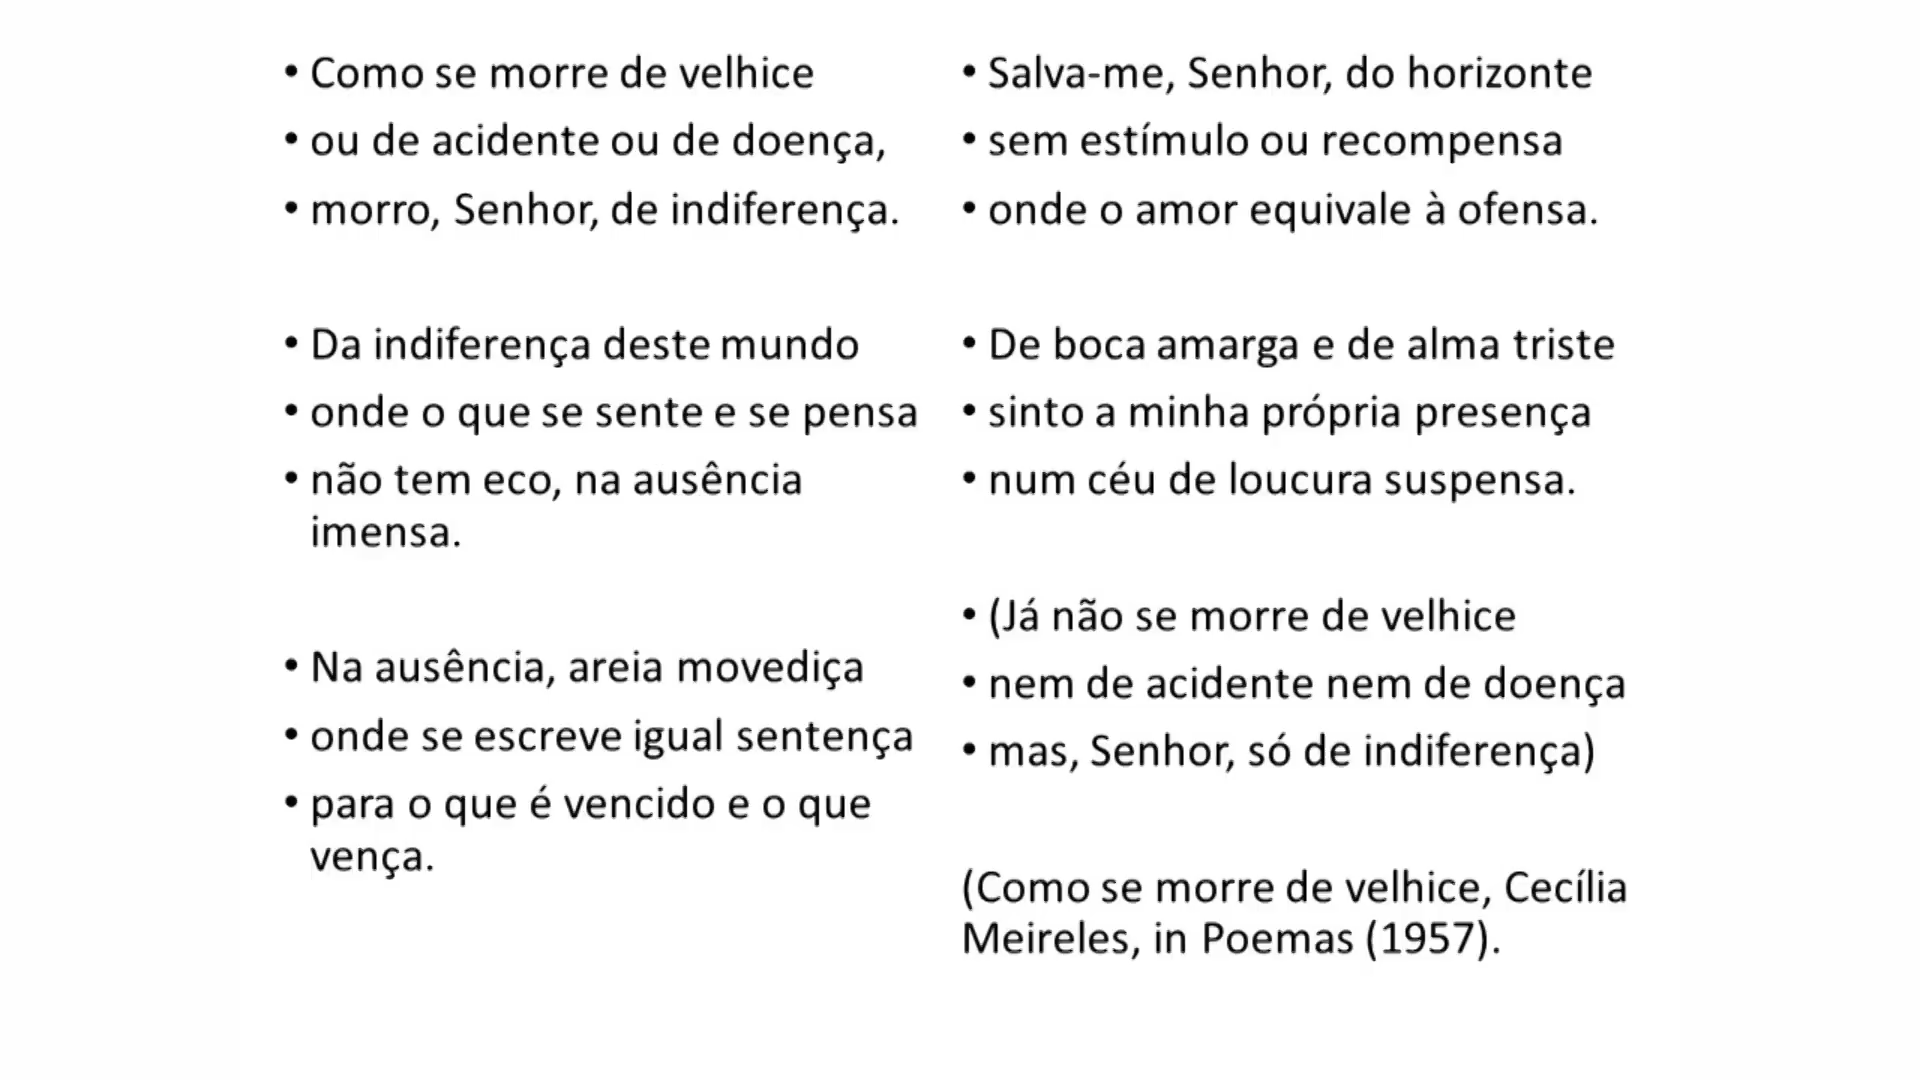 • Como se morre de velhice
• ou de acidente ou de doença,
• morro, Senhor, de indiferença.
• Da indiferença deste mundo
• onde o que se sente e se pensa
• não tem eco, na ausência
imensa.
• Na ausência, areia movediça
• onde se escreve igual sentença
• para o que é vencido e o que
vença.
• Salva-me, Senhor, do horizonte
• sem estímulo ou recompensa
• onde o amor equivale à ofensa.
• De boca amarga e de alma triste
• sinto a minha própria presença
• num céu de loucura suspensa.
• (Já não se morre de velhice
• nem de acidente nem de doença
• mas, Senhor, só de indiferença)
(Como se morre de velhice, Cecília
Meireles, in Poemas (1957).